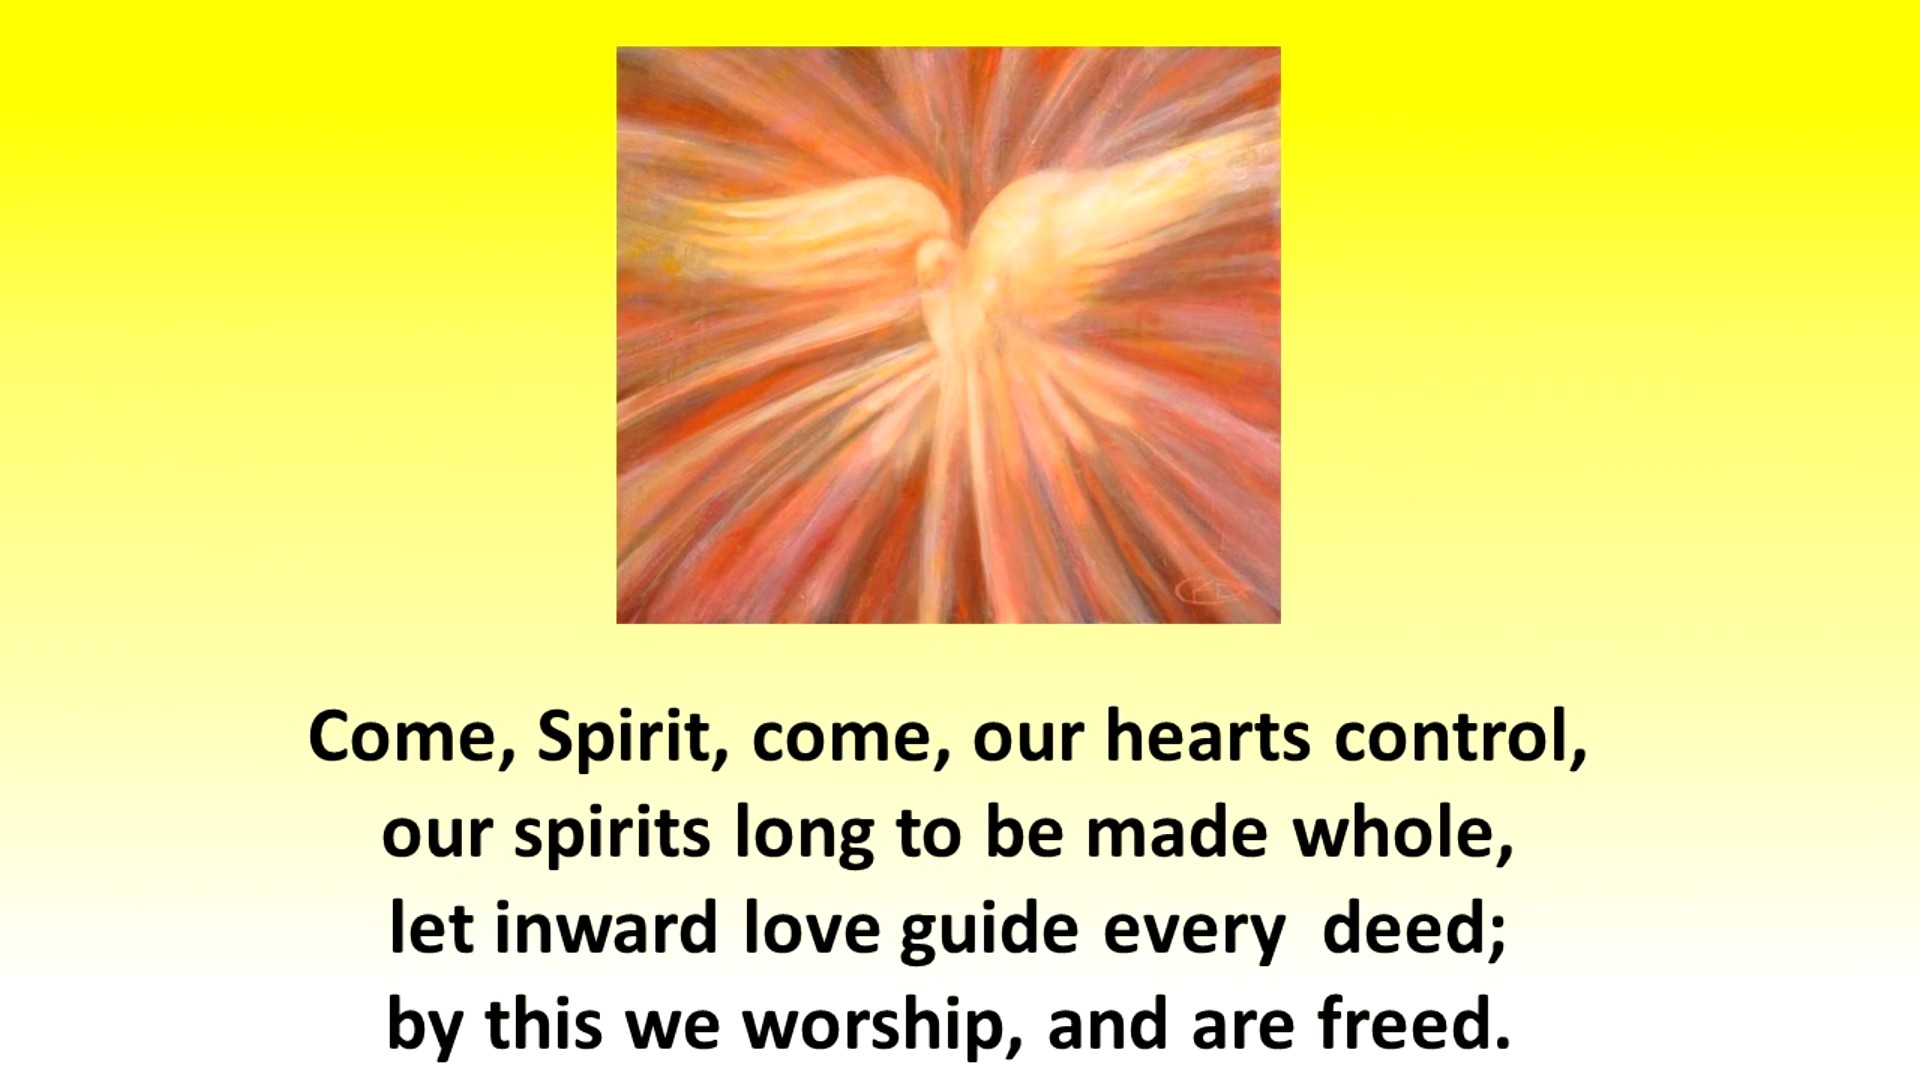 Come, Spirit, come, our hearts control,
our spirits long to be made whole,
let inward love guide every deed;
by this we worship, and are freed.